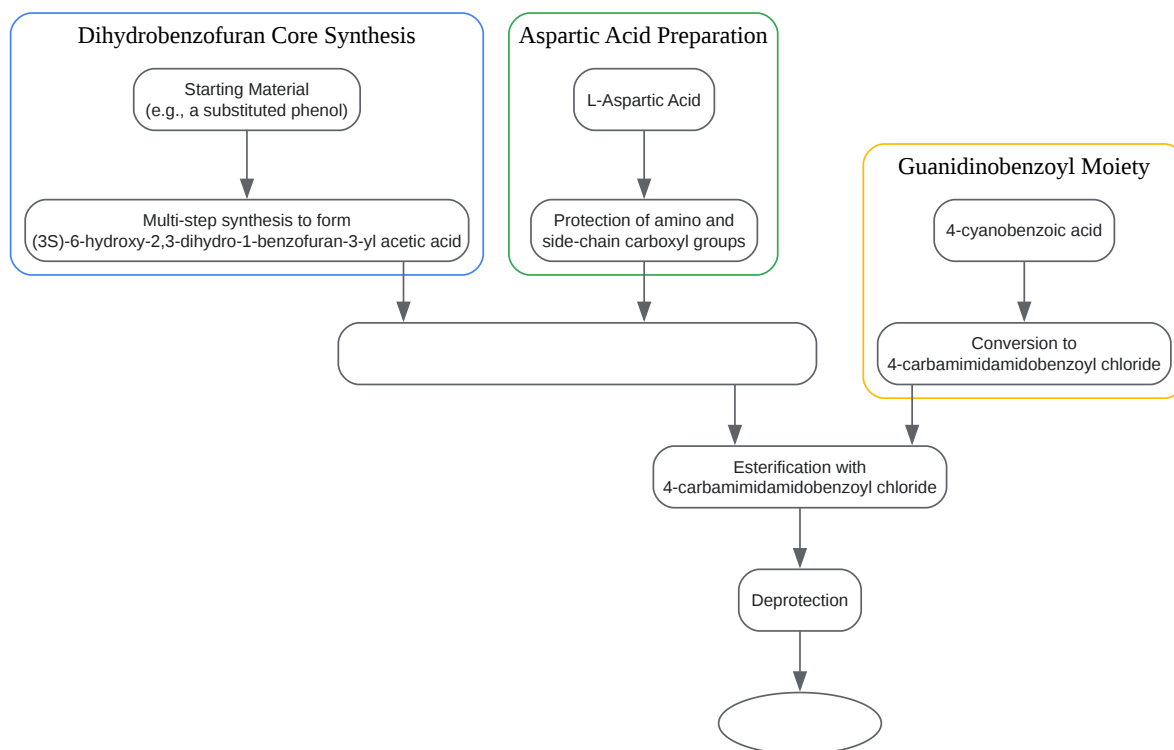 Dihydrobenzofuran Core Synthesis
Starting Material
(e.g., a substituted phenol)
Multi-step synthesis to form
(3S)-6-hydroxy-2,3-dihydro-1-benzofuran-3-yl acetic acid
Aspartic Acid Preparation
L-Aspartic Acid
Protection of amino and
side-chain carboxyl groups
Guanidinobenzoyl Moiety
4-cyanobenzoic acid
Conversion to
4-carbamimidamidobenzoyl chloride
Esterification with
4-carbamimidamidobenzoyl chloride
Deprotection